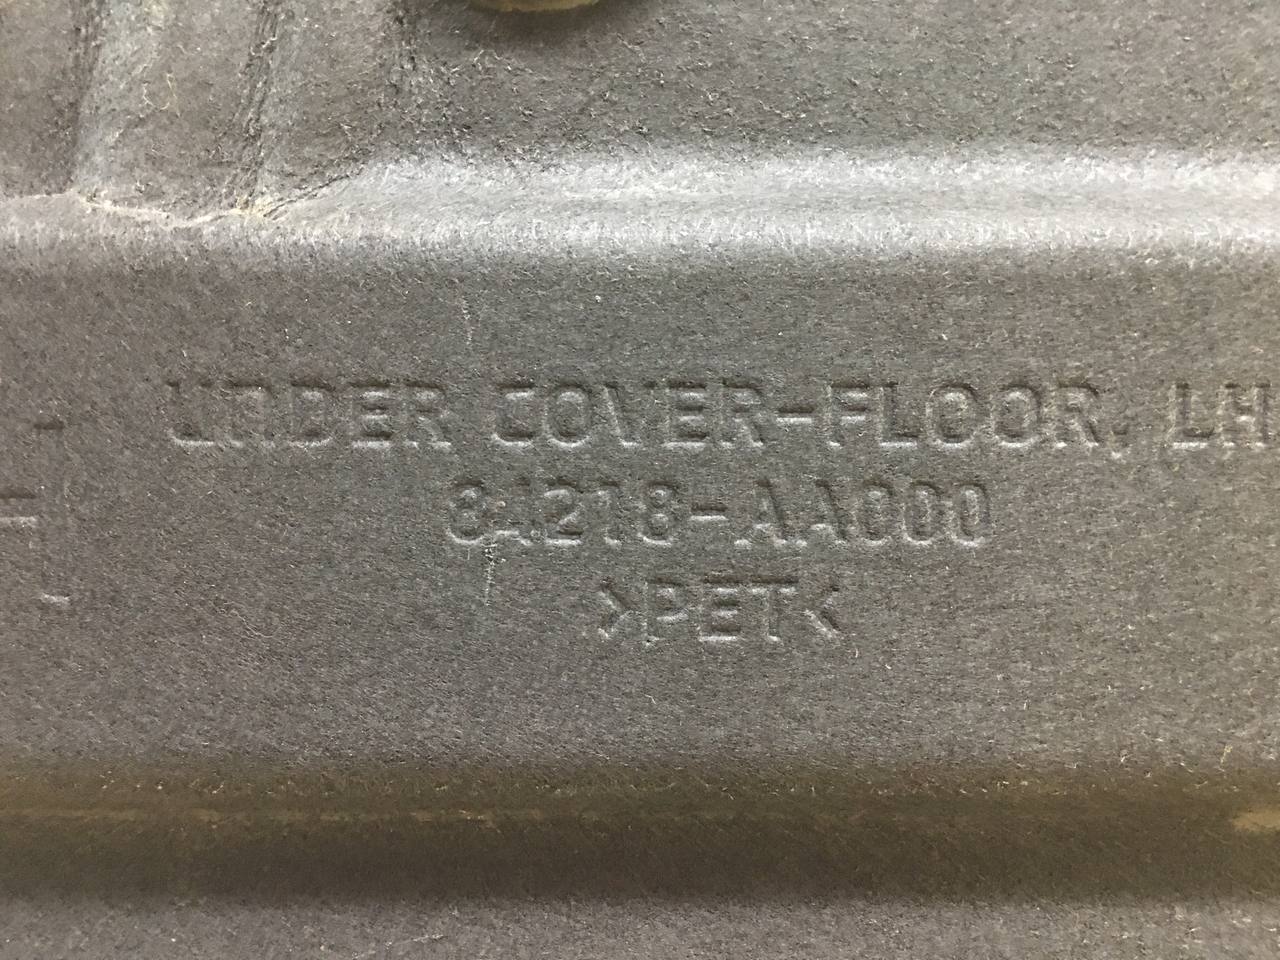 UNDER COVER-FLOOR, LH
84218-AA000
>PET<